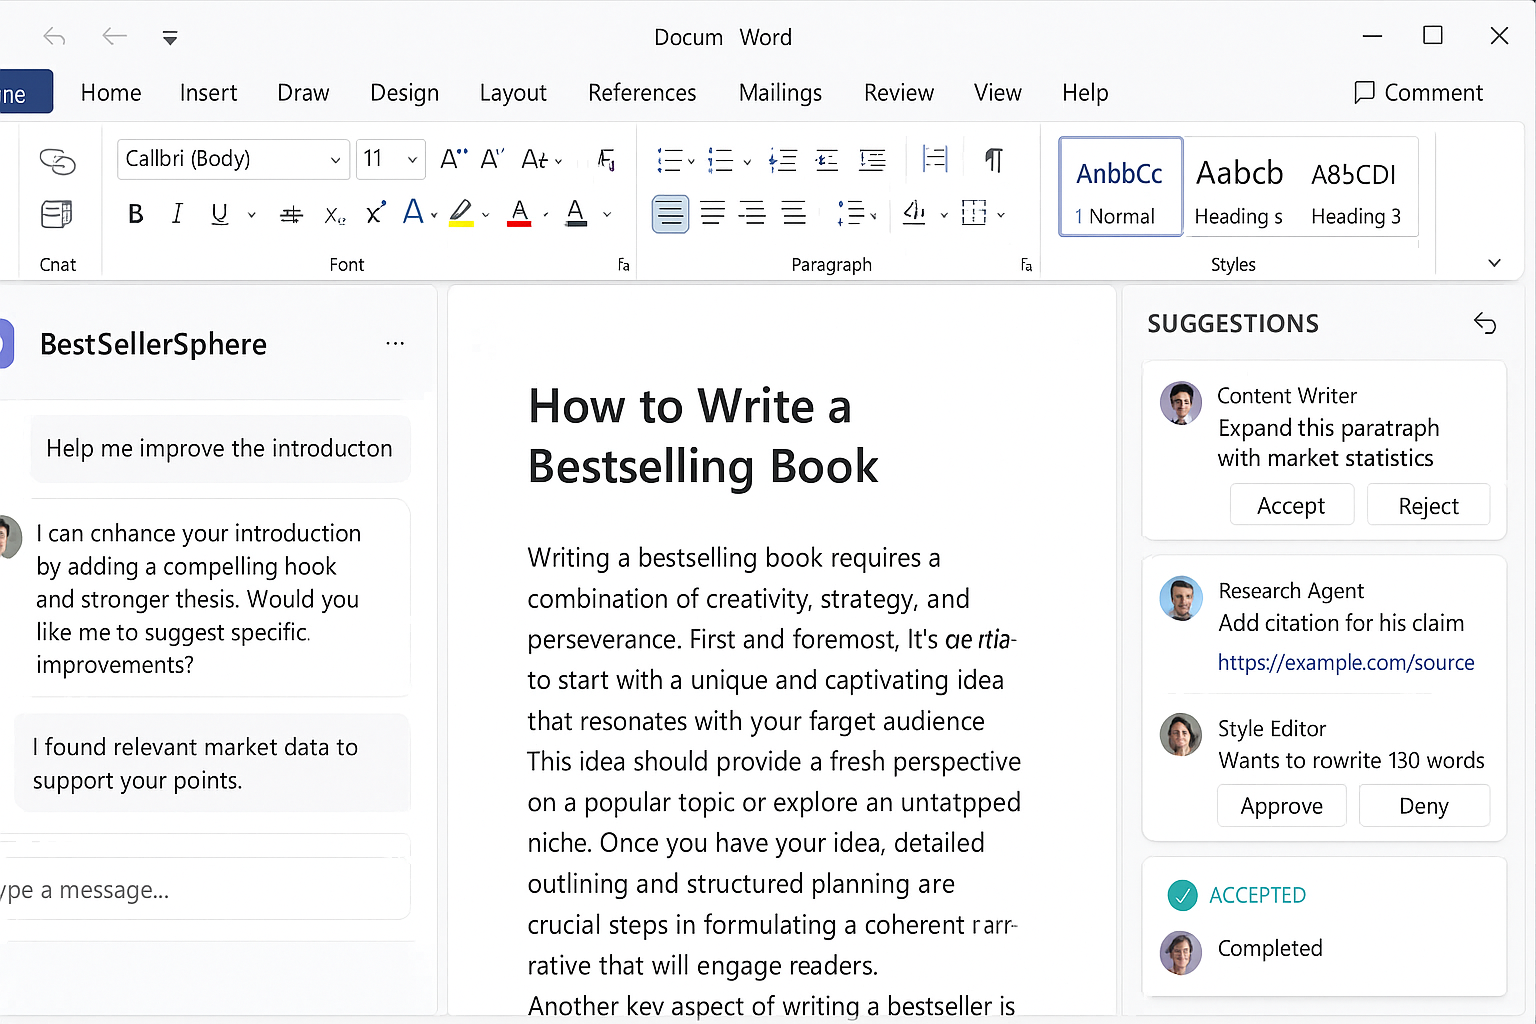 Docum Word
ne
Home Insert Draw Design Layout References Mailings Review View Help Comment
Callbri (Body) 11
B I U
Cnat Font Paragraph Styles
AnbbCc Aabcb
1 Normal Heading s Heading 3
BestSellerSphere
Help me improve the introducton
I can cnhance your introduction
by adding a compelling hook
and stronger thesis. Would you
like me to suggest specific.
improvements?
I found relevant market data to
support your points.
ype a message...
How to Write a
Bestselling Book
Writing a bestselling book requires a
combination of creativity, strategy, and
perseverance. First and foremost, It's ae rtia-
to start with a unique and captivating idea
that resonates with your farget audience
This idea should provide a fresh perspective
on a popular topic or explore an untatpped
niche. Once you have your idea, detailed
outlining and structured planning are
crucial steps in formulating a coherent rarr-
rative that will engage readers.
Another kev aspect of writing a bestseller is
SUGGESTIONS
Content Writer
Expand this paratraph
with market statistics
Accept Reject
Research Agent
Add citation for his claim
https://example.com/source
Style Editor
Wants to rowrite 130 words
Approve Deny
ACCEPTED
Completed